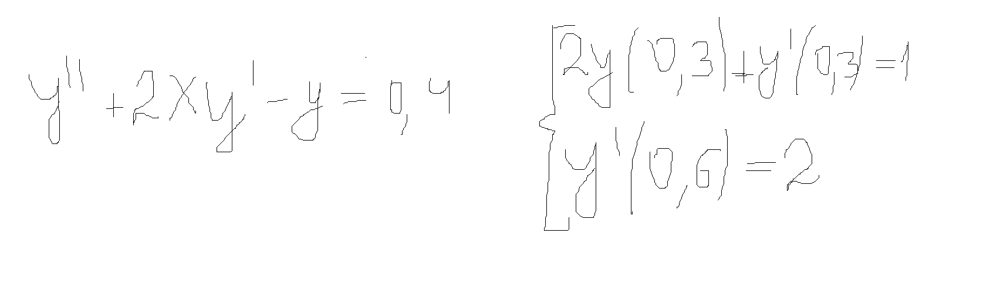 y'' + 2xy' - y = 0,4
2y(0,3) + y'(0,3) = 1
y'(0,6) = 2